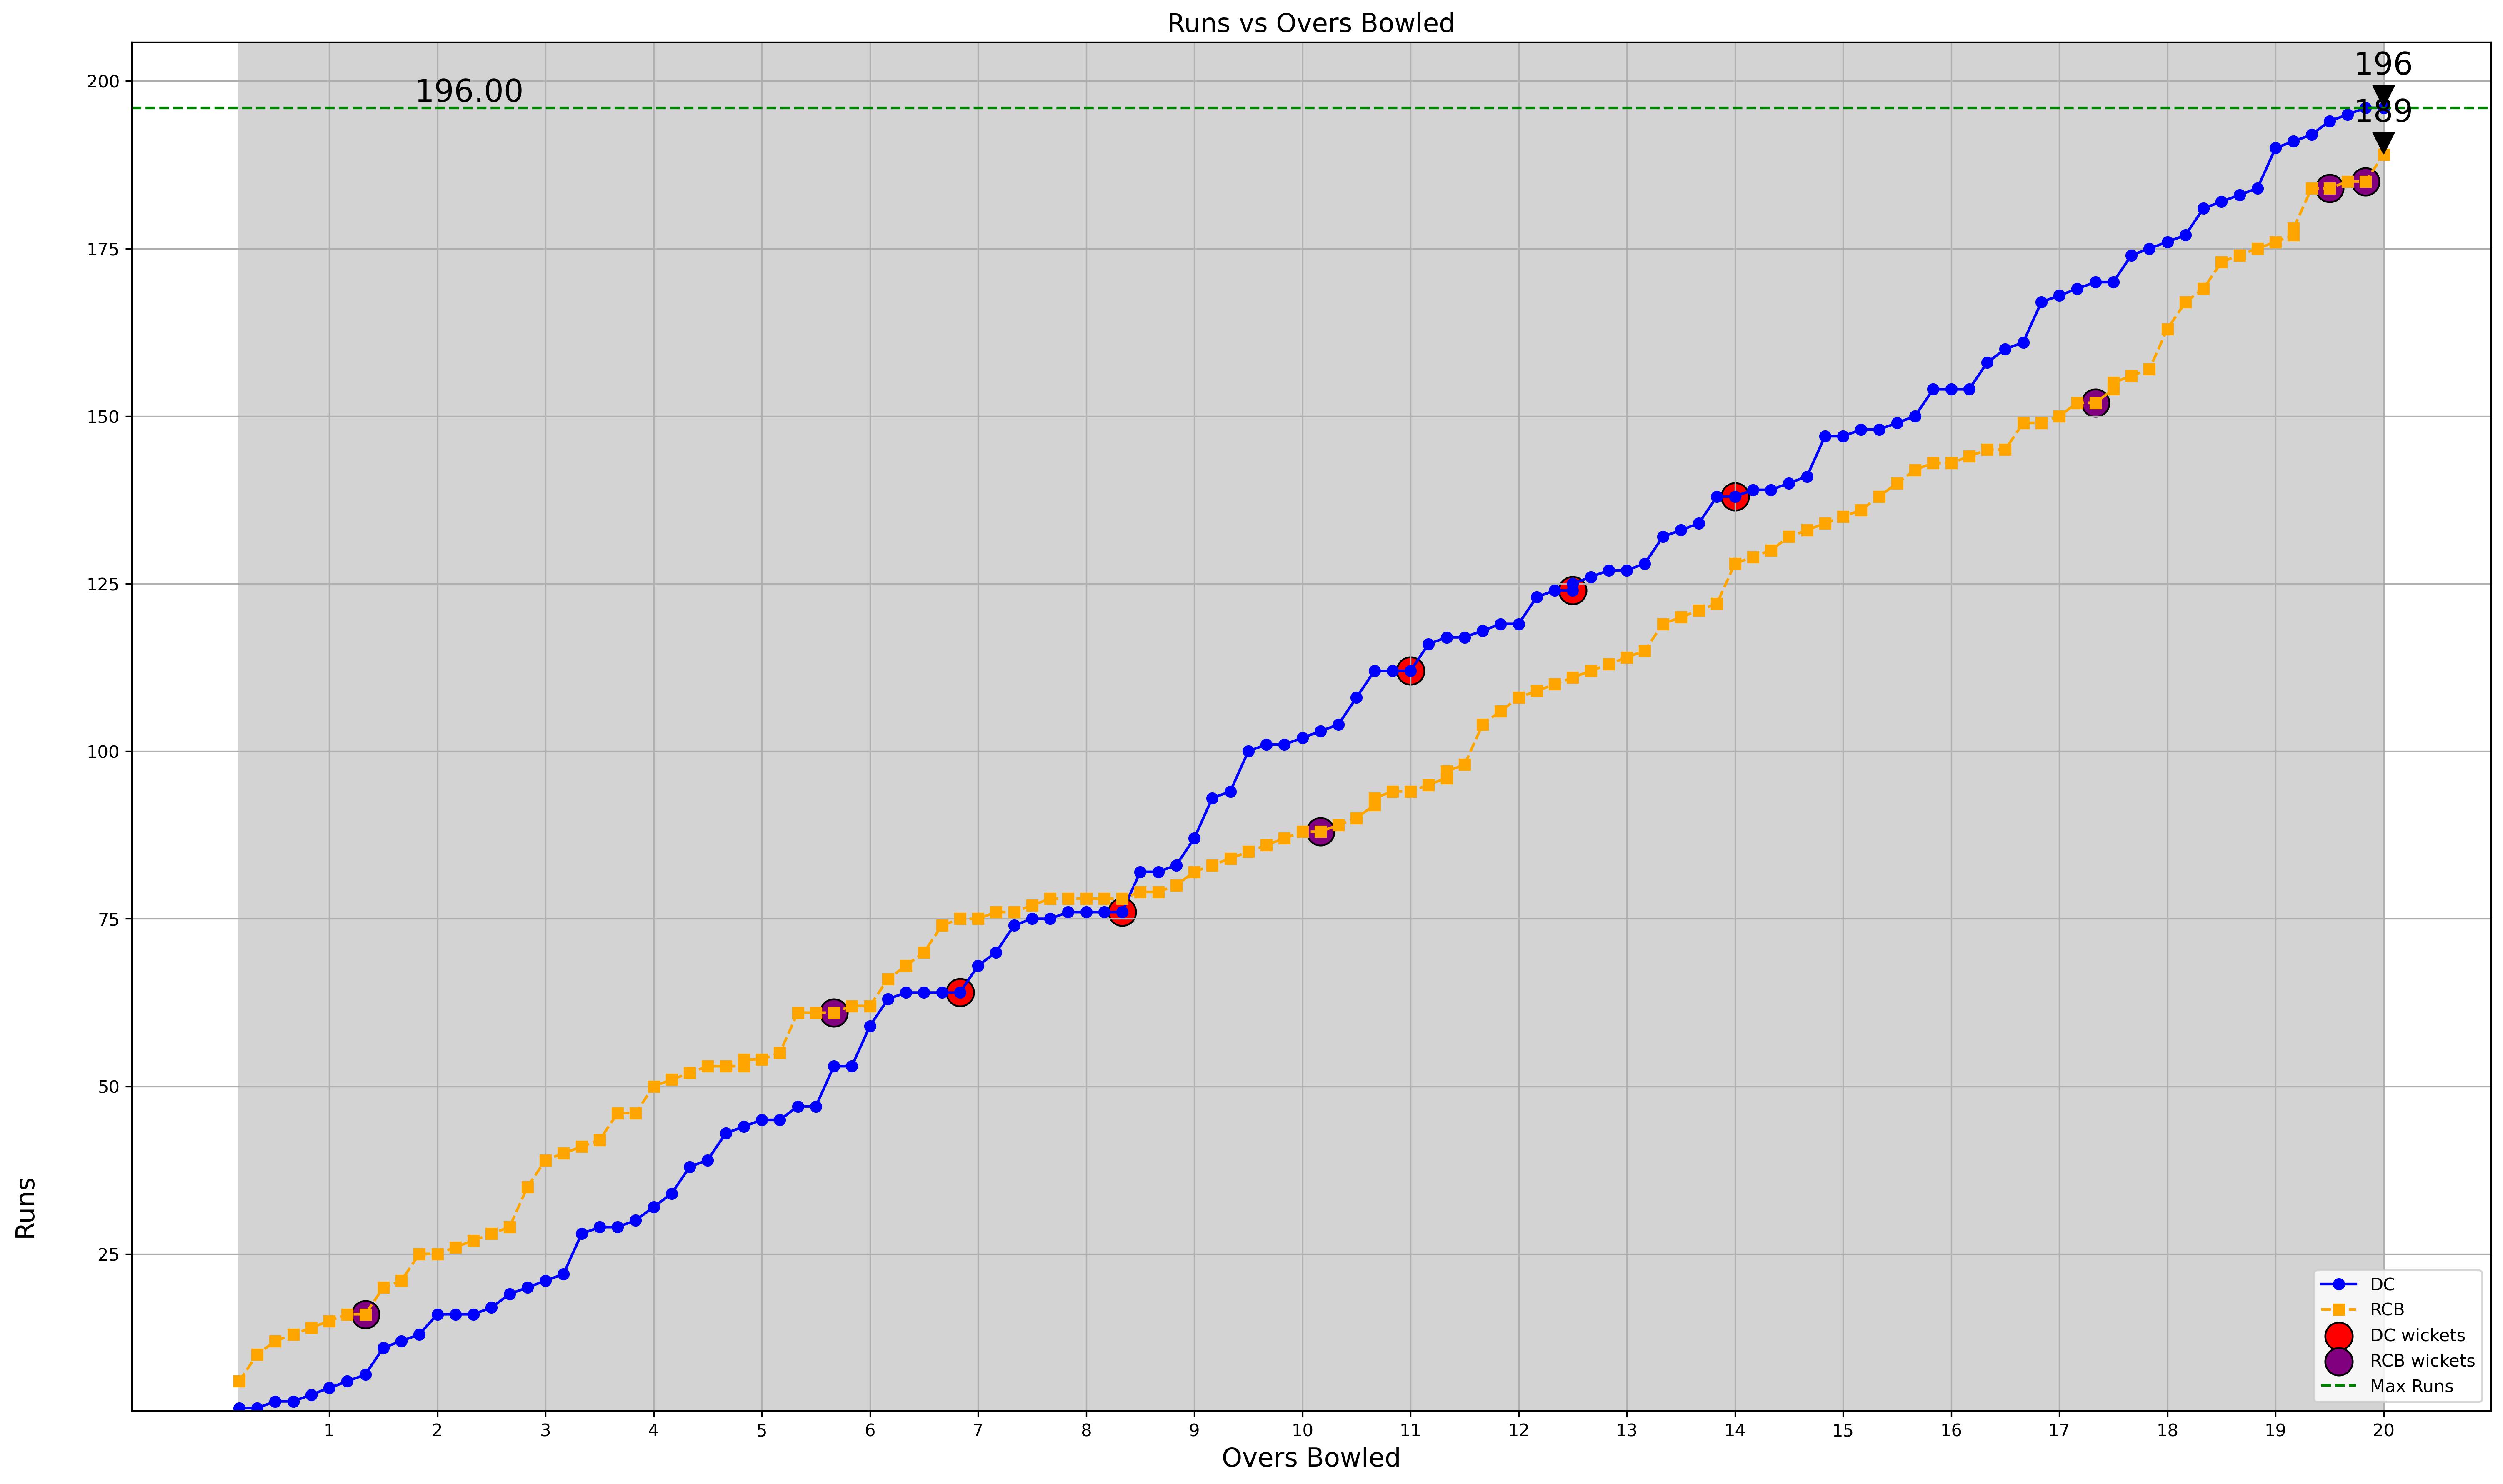 Runs vs Overs Bowled
196
196.00
189
200
175
150
125
100
75
50
25
Runs
DC
RCB
DC wickets
RCB wickets
Max Runs
1 2 3 4 5 6 7 8 9 10 11 12 13 14 15 16 17 18 19 20
Overs Bowled